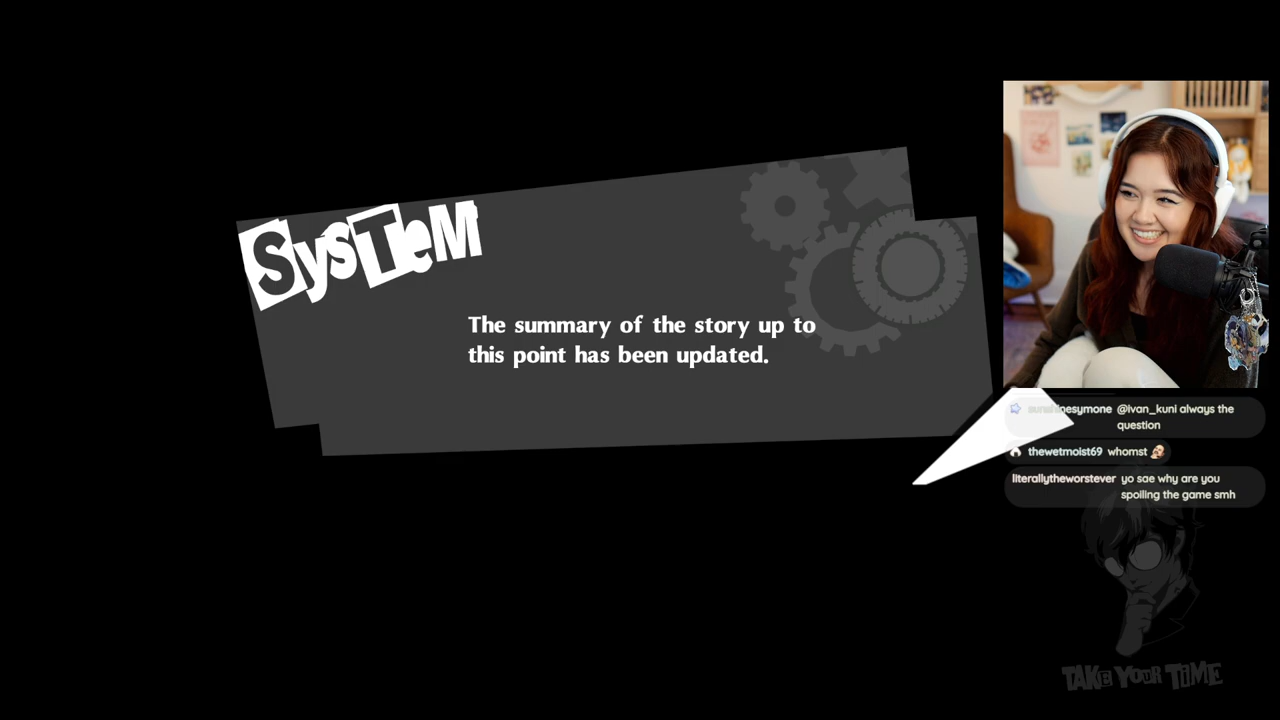 SysTeM
The summary of the story up to
this point has been updated.
sunshinesymone @ivan_kuni always the
question
thewetmoist69 whomst
literallytheworstever yo sae why are you
spoiling the game smh
TAKe YOUr TiME